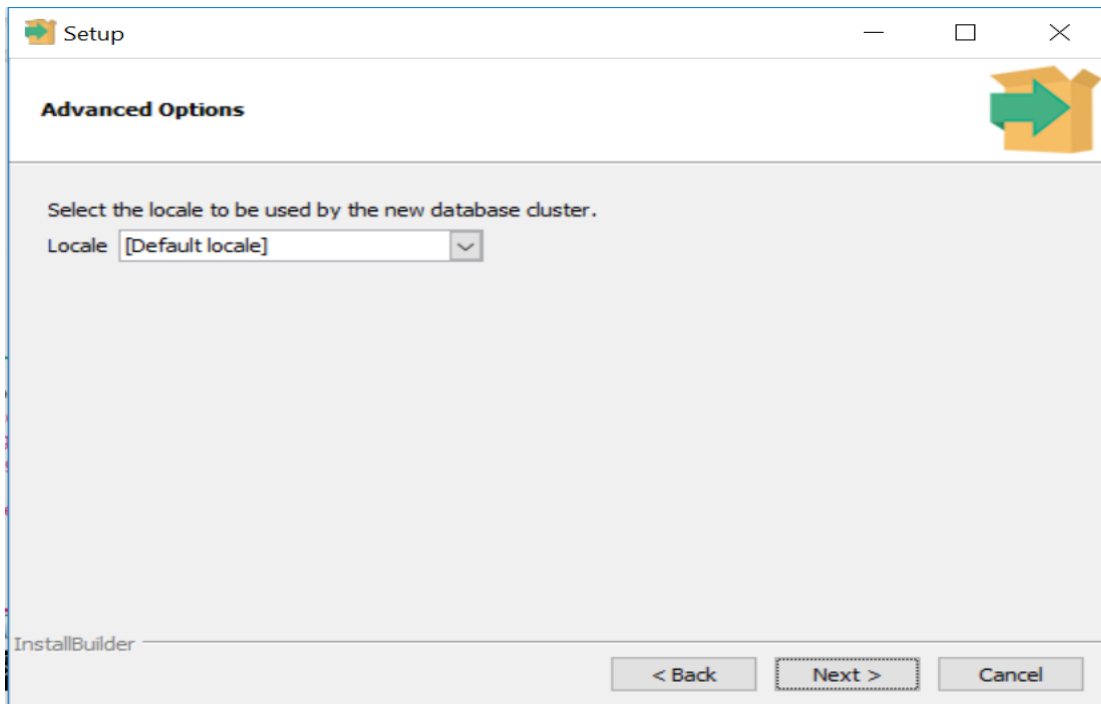 Setup
Advanced Options
Select the locale to be used by the new database cluster.
Locale [Default locale]
InstallBuilder
< Back Next > Cancel